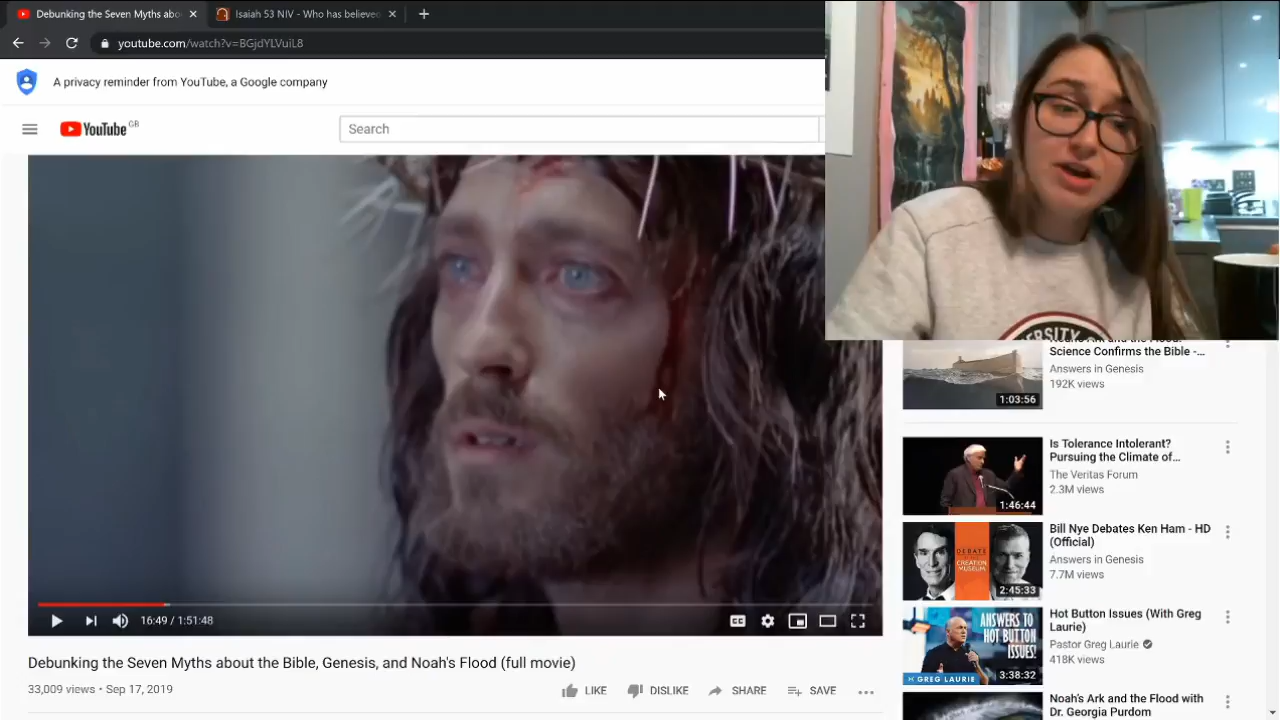 Debunking the Seven Myths abo
Isaiah 53 NIV - Who has believed
youtube.com/watch?v=BGjdYLVuiL8
A privacy reminder from YouTube, a Google company
YouTube GB
Search
ERSITY
Science Confirms the Bible -...
Answers in Genesis
192K views
1:03:56
Is Tolerance Intolerant?
Pursuing the Climate of...
The Veritas Forum
2.3M views
1:46:44
Bill Nye Debates Ken Ham - HD
(Official)
Answers in Genesis
7.7M views
DEBATE
CREATION
MUSEUM
2:45:33
Hot Button Issues (With Greg
Laurie)
Pastor Greg Laurie
418K views
ANSWERS TO
HOT BUTTON
ISSUES!
GREG LAURIE
3:38:32
Noah's Ark and the Flood with
Dr. Georgia Purdom
CC
Debunking the Seven Myths about the Bible, Genesis, and Noah's Flood (full movie)
33,009 views • Sep 17, 2019
LIKE
DISLIKE
SHARE
SAVE